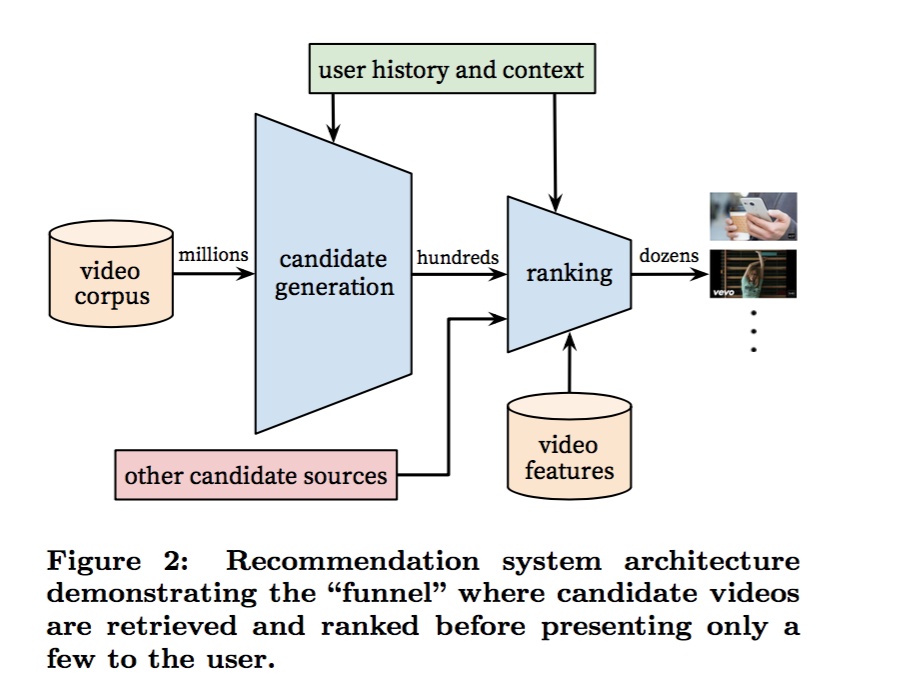 user history and context
video
corpus
millions
candidate
generation
hundreds
ranking
dozens
vevo
other candidate sources
video
features
Figure 2: Recommendation system architecture
demonstrating the “funnel” where candidate videos
are retrieved and ranked before presenting only a
few to the user.